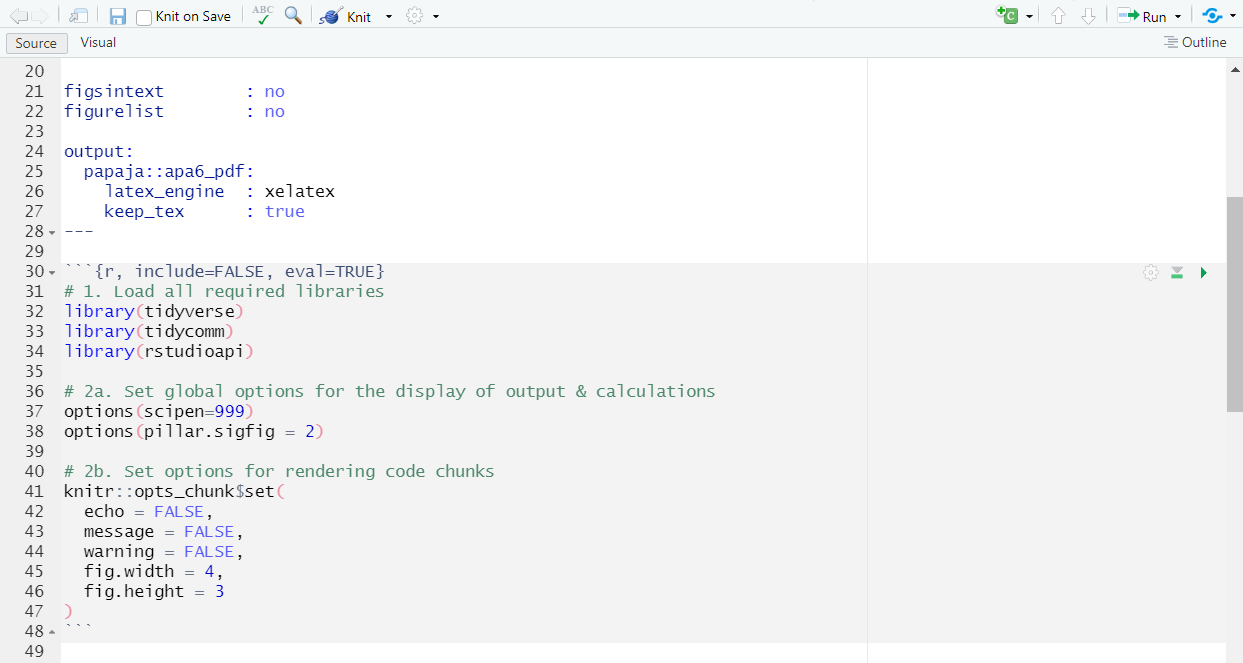 Knit on Save ABC Knit C Run
Source Visual Outline
20
21 figsintext : no
22 figurelist : no
23
24 output:
25 papaja::apa6_pdf:
26 latex_engine : xelatex
27 keep_tex : true
28 ---
29
30 ```{r, include=FALSE, eval=TRUE}
31 # 1. Load all required libraries
32 library(tidyverse)
33 library(tidycomm)
34 library(rstudioapi)
35
36 # 2a. Set global options for the display of output & calculations
37 options(scipen=999)
38 options(pillar.sigfig = 2)
39
40 # 2b. Set options for rendering code chunks
41 knitr::opts_chunk$set(
42 echo = FALSE,
43 message = FALSE,
44 warning = FALSE,
45 fig.width = 4,
46 fig.height = 3
47 )
48 ```
49